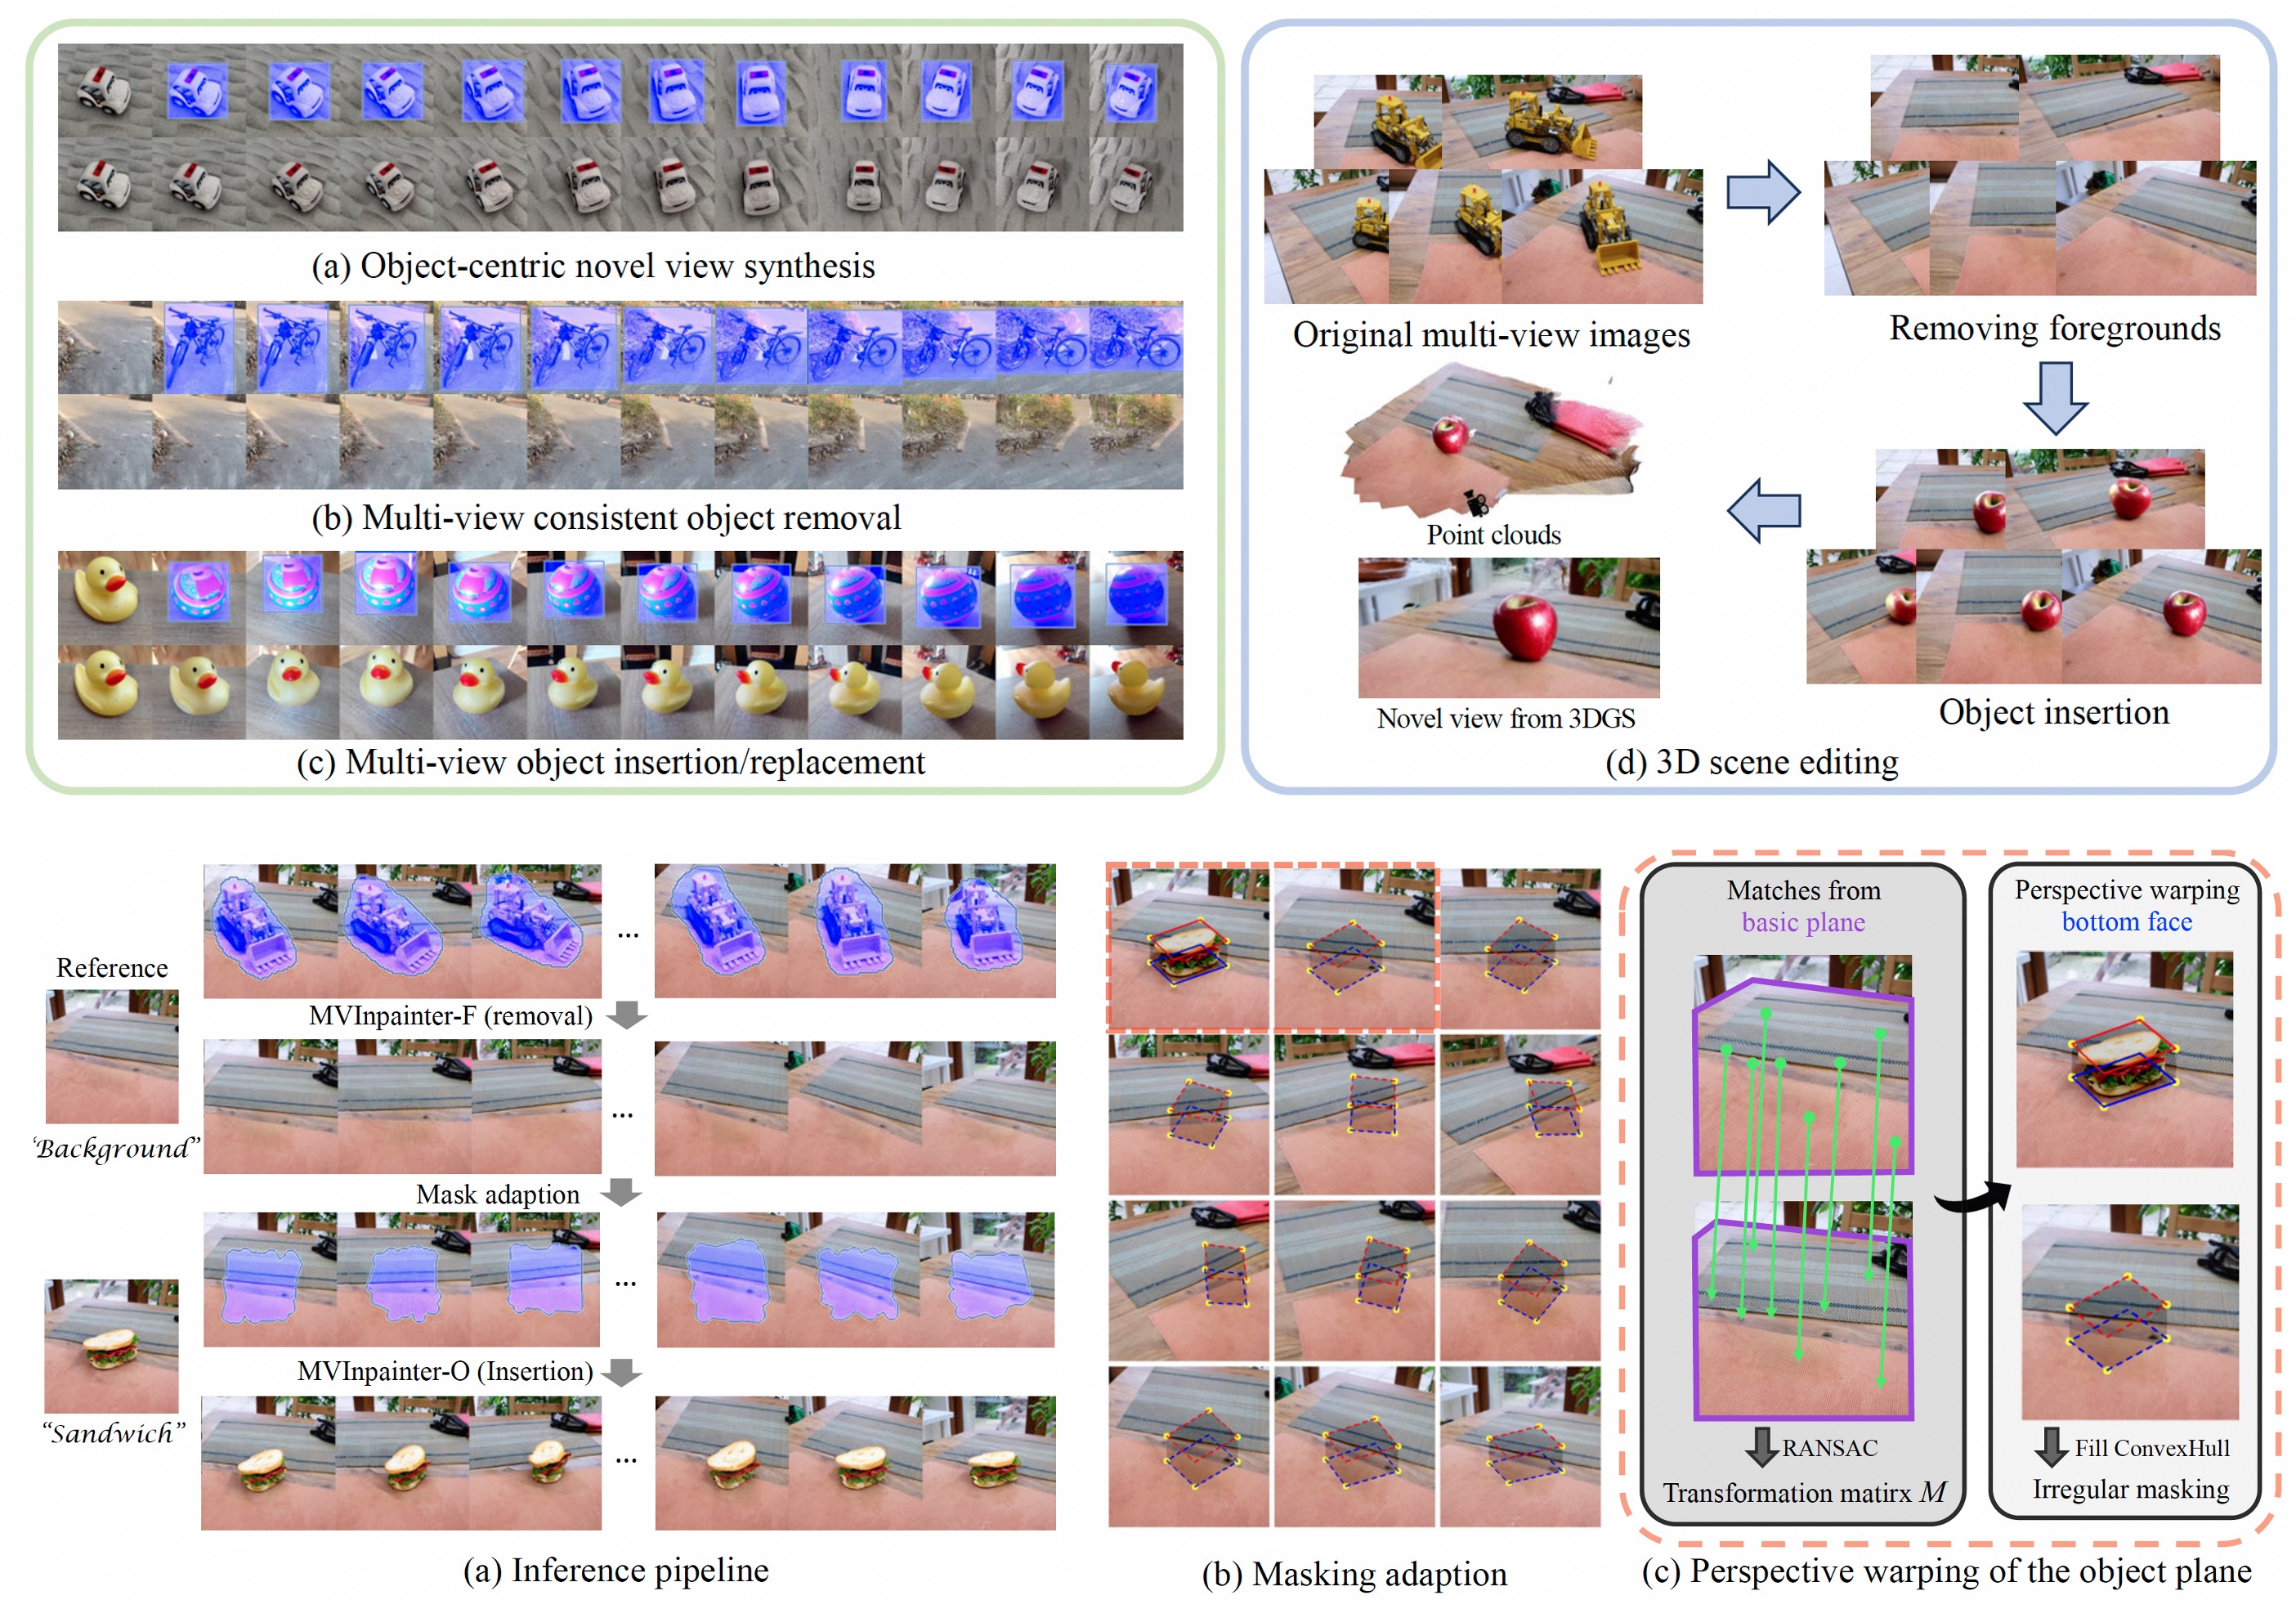 (a) Object-centric novel view synthesis
(b) Multi-view consistent object removal
(c) Multi-view object insertion/replacement
Original multi-view images
Removing foregrounds
Point clouds
Novel view from 3DGS
Object insertion
(d) 3D scene editing
Reference
'Background"
"Sandwich"
...
MVInpainter-F (removal)
...
Mask adaption
...
MVInpainter-O (Insertion)
...
(a) Inference pipeline
(b) Masking adaption
Matches from
basic plane
RANSAC
Transformation matirx M
Perspective warping
bottom face
Fill ConvexHull
Irregular masking
(c) Perspective warping of the object plane